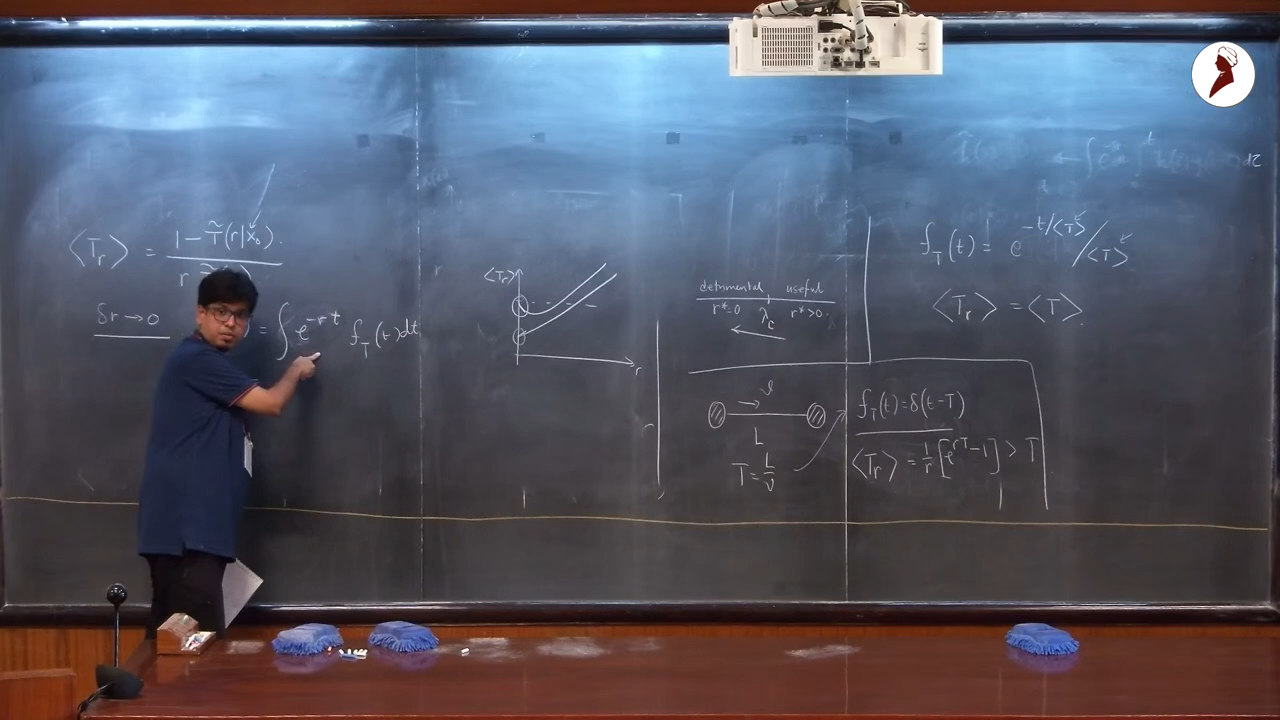 ⟨T_r⟩ = 1 - T̃(r|x₀)
r T̃
δr → 0
= ∫ e^{-rt} f_T(t) dt
⟨T_r⟩
r
detrimental useful
r*=0 λ_c r*>0
v
L
T = L/v
f_T(t) = e^{-t/⟨T⟩}/⟨T⟩
⟨T_r⟩ = ⟨T⟩
f_T(t) = δ(t-T)
⟨T_r⟩ = 1/r [e^{rT} - 1] > T